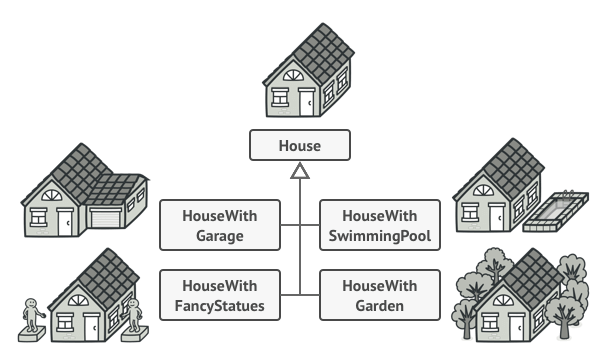 House
HouseWith
Garage
HouseWith
SwimmingPool
HouseWith
FancyStatues
HouseWith
Garden